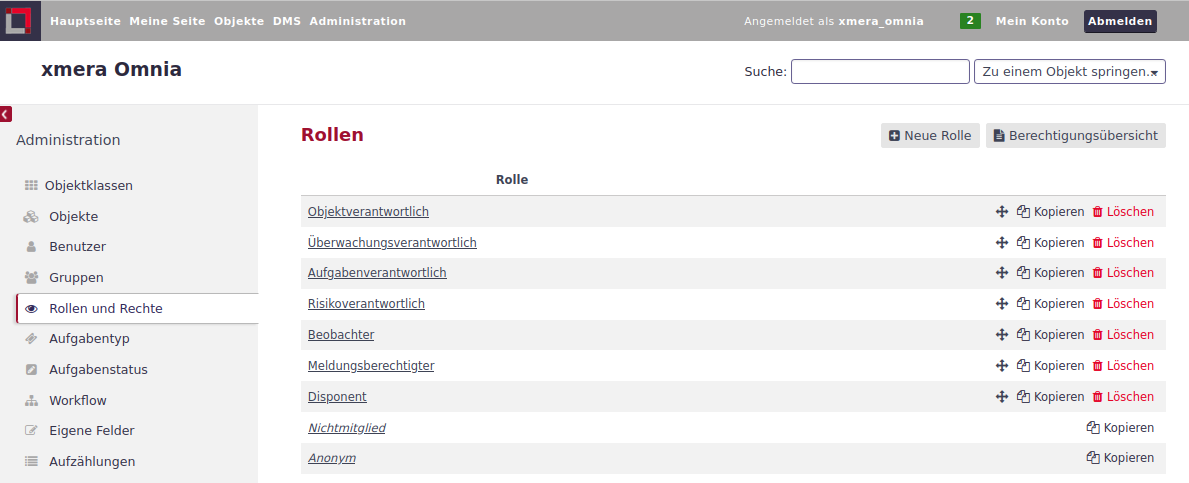 Hauptseite Meine Seite Objekte DMS Administration Angemeldet als xmera_omnia 2 Mein Konto Abmelden
xmera Omnia Suche: Zu einem Objekt springen...
Administration
Objektklassen
Objekte
Benutzer
Gruppen
Rollen und Rechte
Aufgabentyp
Aufgabenstatus
Workflow
Eigene Felder
Aufzählungen
Rollen Neue Rolle Berechtigungsübersicht
Rolle
Objektverantwortlich Kopieren Löschen
Überwachungsverantwortlich Kopieren Löschen
Aufgabenverantwortlich Kopieren Löschen
Risikoverantwortlich Kopieren Löschen
Beobachter Kopieren Löschen
Meldungsberechtigter Kopieren Löschen
Disponent Kopieren Löschen
Nichtmitglied Kopieren
Anonym Kopieren